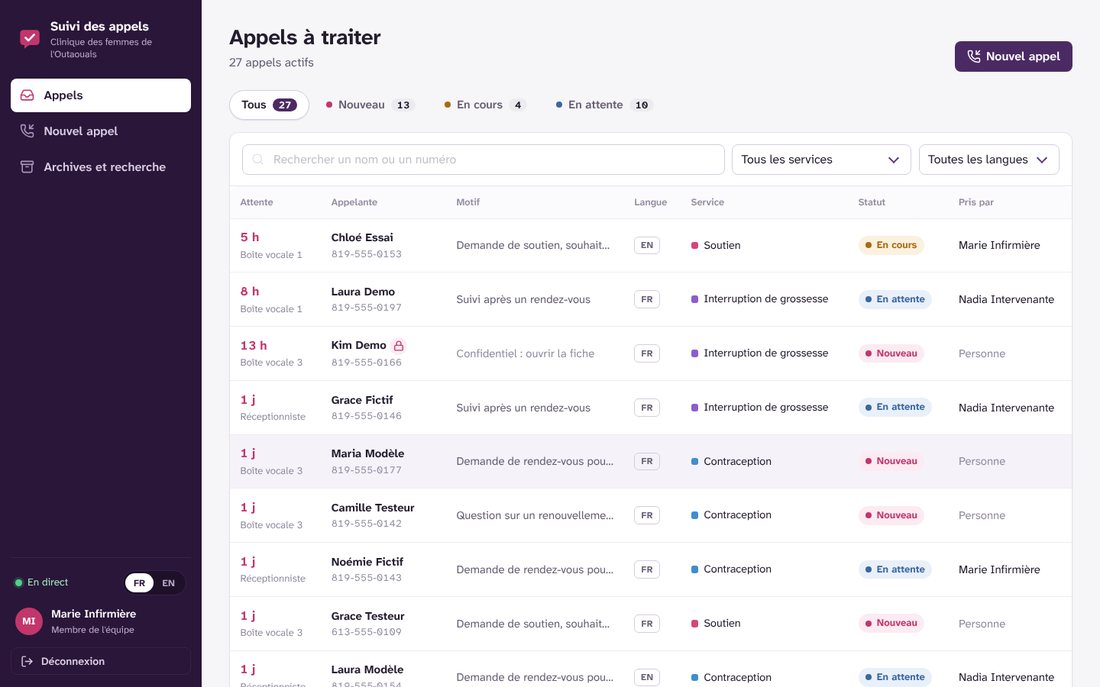 Suivi des appels
Clinique des femmes de
l'Outaouais
Appels
Nouvel appel
Archives et recherche
En direct
FR EN
MI
Marie Infirmière
Membre de l'équipe
Déconnexion
Appels à traiter
27 appels actifs
Nouvel appel
Tous 27 Nouveau 13 En cours 4 En attente 10
Rechercher un nom ou un numéro
Tous les services
Toutes les langues
Attente Appelante Motif Langue Service Statut Pris par
5 h Chloé Essai Demande de soutien, souhait… EN Soutien En cours Marie Infirmière
Boîte vocale 1 819-555-0153
8 h Laura Demo Suivi après un rendez-vous FR Interruption de grossesse En attente Nadia Intervenante
Boîte vocale 1 819-555-0197
13 h Kim Demo Confidentiel : ouvrir la fiche FR Interruption de grossesse Nouveau Personne
Boîte vocale 3 819-555-0166
1 j Grace Fictif Suivi après un rendez-vous FR Interruption de grossesse En attente Nadia Intervenante
Réceptionniste 819-555-0146
1 j Maria Modèle Demande de rendez-vous pou… FR Contraception Nouveau Personne
Boîte vocale 3 819-555-0177
1 j Camille Testeur Question sur un renouvelleme… FR Contraception Nouveau Personne
Boîte vocale 3 819-555-0142
1 j Noémie Fictif Demande de rendez-vous pou… FR Contraception En attente Marie Infirmière
Réceptionniste 819-555-0143
1 j Grace Testeur Demande de soutien, souhait… FR Soutien Nouveau Personne
Boîte vocale 3 613-555-0109
1 j Laura Modèle Demande de rendez-vous pou… EN Contraception En attente Nadia Intervenante
Réceptionniste 819-555-0154